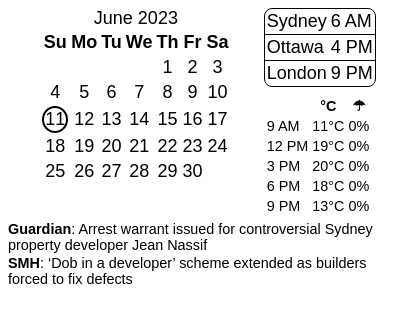 June 2023
Su Mo Tu We Th Fr Sa
1 2 3
4 5 6 7 8 9 10
11 12 13 14 15 16 17
18 19 20 21 22 23 24
25 26 27 28 29 30
Sydney 6 AM
Ottawa 4 PM
London 9 PM
°C ☂
9 AM 11°C 0%
12 PM 19°C 0%
3 PM 20°C 0%
6 PM 18°C 0%
9 PM 13°C 0%
Guardian: Arrest warrant issued for controversial Sydney
property developer Jean Nassif
SMH: ‘Dob in a developer’ scheme extended as builders
forced to fix defects